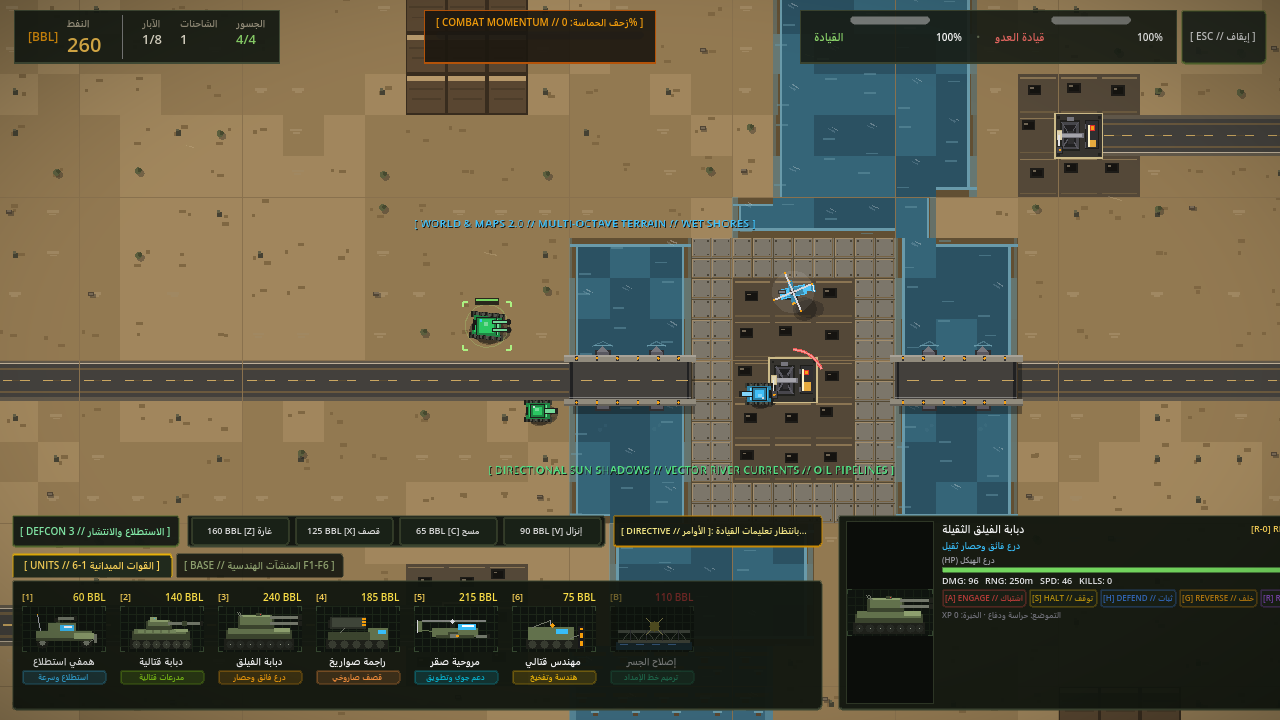 النفط
[BBL] 260
الشاحنات
1
الآبار
1/8
الجسور
4/4
[ COMBAT MOMENTUM // زحف الحماسة: 0% ]
القيادة 100%
قيادة العدو 100%
[ ESC // إيقاف ]
[ WORLD & MAPS 2.0 // MULTI-OCTAVE TERRAIN // WET SHORES ]
[ DIRECTIONAL SUN SHADOWS // VECTOR RIVER CURRENTS // OIL PIPELINES ]
[ DEFCON 3 // الاستطلاع والانتشار ]
160 BBL [Z] غارة
125 BBL [X] قصف
65 BBL [C] مسح
90 BBL [V] إنزال
[ DIRECTIVE // الأوامر ]: بانتظار تعليمات القيادة...
[ UNITS // القوات الميدانية 1-6 ]
[ BASE // المنشآت الهندسية F1-F6 ]
[1] 60 BBL
همفي استطلاع
استطلاع وسرعة
[2] 140 BBL
دبابة قتالية
مدرعات قتالية
[3] 240 BBL
دبابة الفيلق
درع فائق وحصار
[4] 185 BBL
راجمة صواريخ
قصف صاروخي
[5] 215 BBL
مروحية صقر
دعم جوي وتطويق
[6] 75 BBL
مهندس قتالي
هندسة وتفخيخ
[B] 110 BBL
إصلاح الجسر
ترميم خط الإمداد
دبابة الفيلق الثقيلة
[R-0]
درع فائق وحصار ثقيل
درع الهيكل (HP)
DMG: 96 RNG: 250m SPD: 46 KILLS: 0
[A] ENGAGE // اشتباك
[S] HALT // توقف
[H] DEFEND // ثبات
[G] REVERSE // خلف
التموضع: حراسة ودفاع · الخبرة: 0 XP